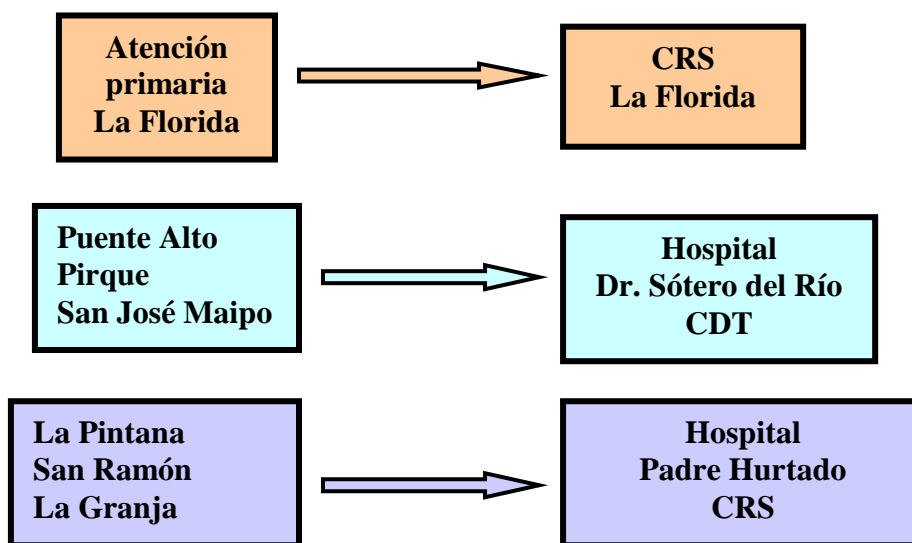 Atención
primaria
La Florida
CRS
La Florida
Puente Alto
Pirque
San José Maipo
Hospital
Dr. Sótero del Río
CDT
La Pintana
San Ramón
La Granja
Hospital
Padre Hurtado
CRS